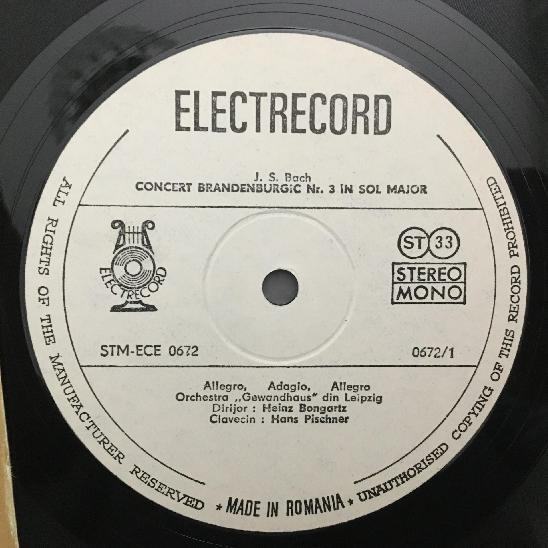 ELECTRECORD
J. S. Bach
CONCERT BRANDENBURGIC Nr. 3 IN SOL MAJOR
ELECTRECORD
ST 33
STEREO
MONO
STM-ECE 0672
0672/1
Allegro, Adagio, Allegro
Orchestra „Gewandhaus" din Leipzig
Dirijor : Heinz Bongartz
Clavecin : Hans Pischner
ALL RIGHTS OF THE MANUFACTURER RESERVED ★ MADE IN ROMANIA ★ UNAUTHORISED COPYING OF THIS RECORD PROHIBITED